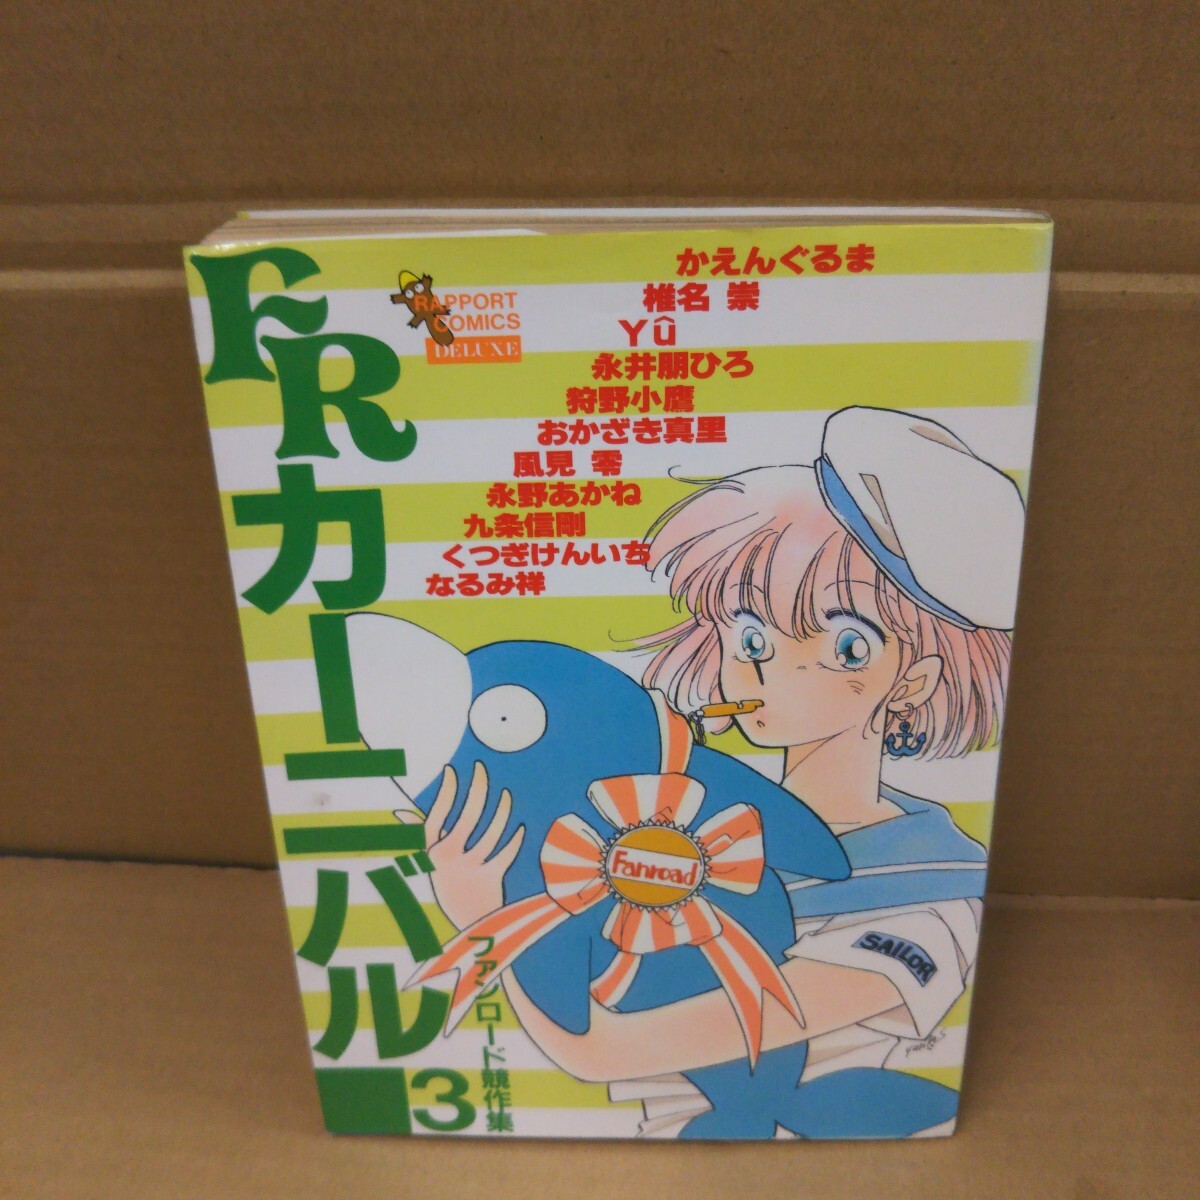 FRカーニバル 3
ファンロード競作集
RAPPORT
COMICS
DELUXE
かえんぐるま
椎名 崇
Yû
永井朋ひろ
狩野小鷹
おかざき真里
風見 零
永野あかね
九条信剛
くつぎけんいち
なるみ祥
Fanroad
SAILOR